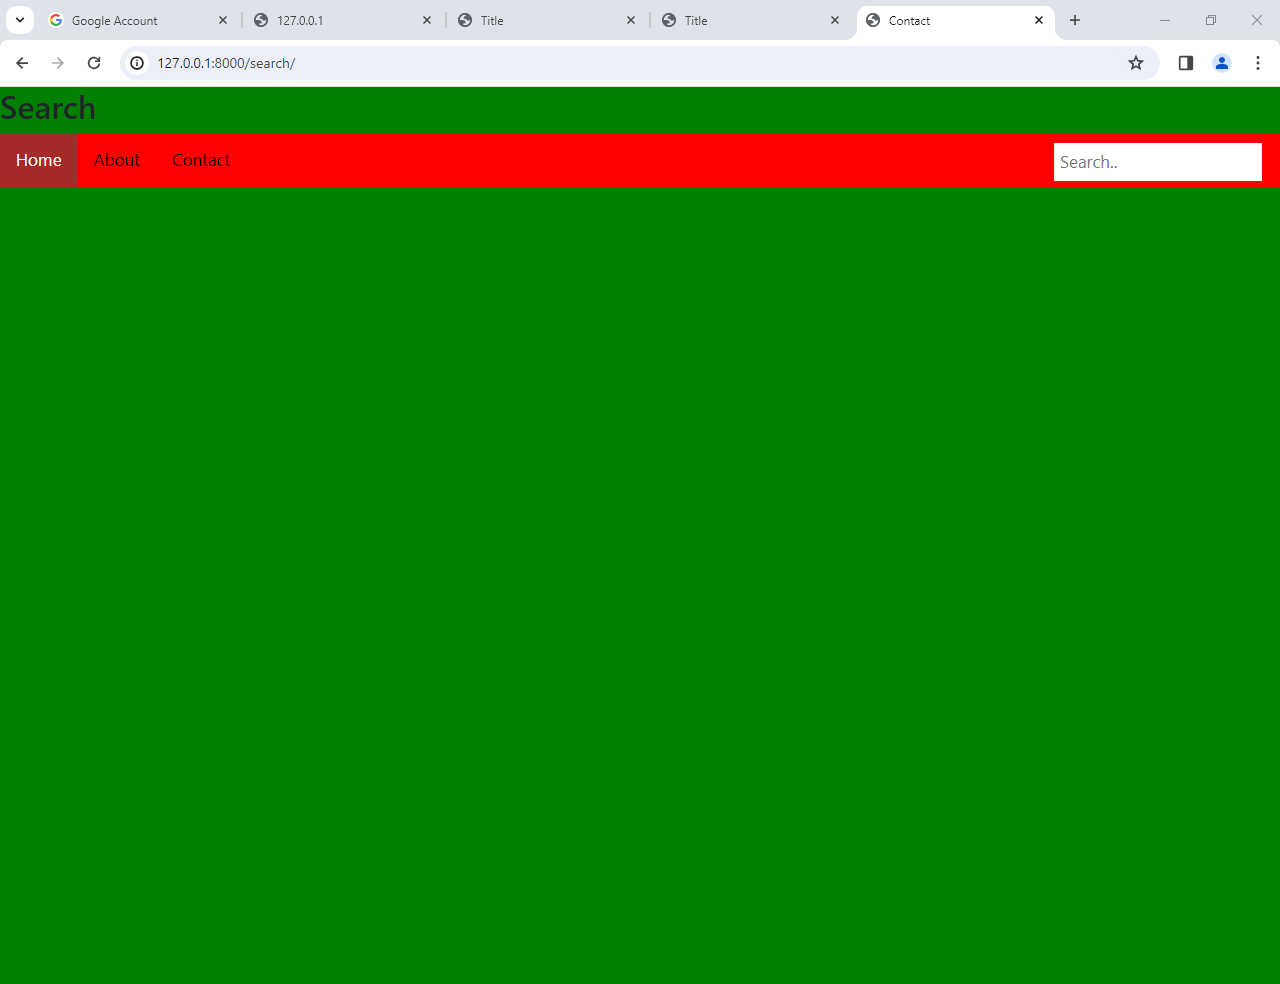 Google Account
127.0.0.1
Title
Title
Contact
127.0.0.1:8000/search/
Search
Home About Contact Search..